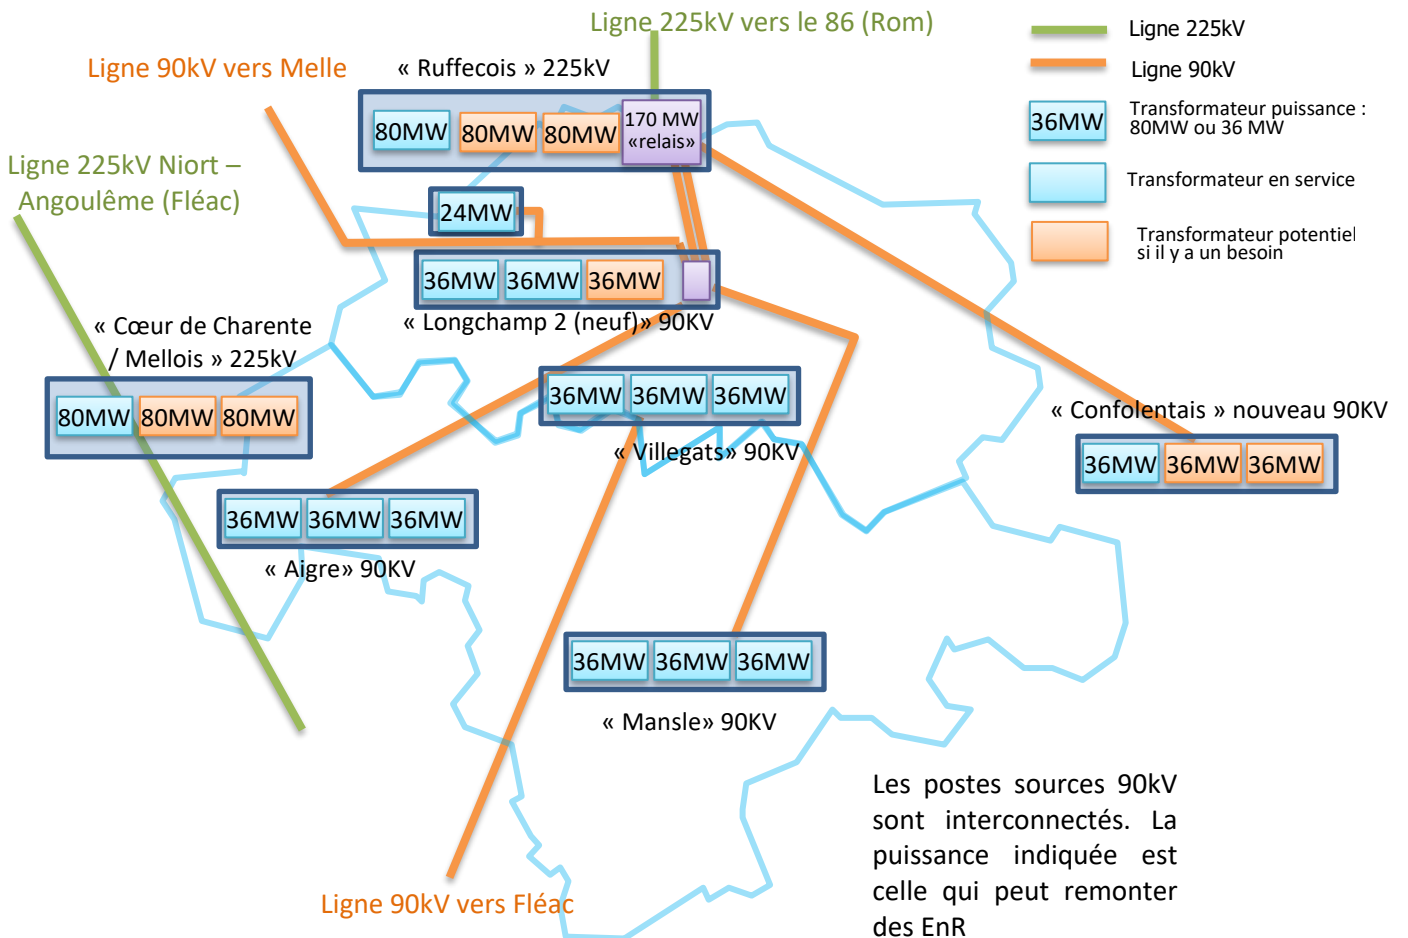 Ligne 225kV vers le 86 (Rom)
Ligne 225kV
Ligne 90kV vers Melle
« Ruffecois » 225kV
Ligne 90kV
80MW
80MW
80MW
170 MW
«relais»
36MW
Transformateur puissance :
80MW ou 36 MW
Ligne 225kV Niort –
Angoulême (Fléac)
Transformateur en service
24MW
Transformateur potentiel
si il y a un besoin
36MW
36MW
36MW
« Longchamp 2 (neuf)» 90KV
« Cœur de Charente
/ Mellois » 225kV
80MW
80MW
80MW
36MW
36MW
36MW
« Villegats» 90KV
« Confolentais » nouveau 90KV
36MW
36MW
36MW
36MW
36MW
36MW
« Aigre» 90KV
36MW
36MW
36MW
« Mansle» 90KV
Les postes sources 90kV
sont interconnectés. La
puissance indiquée est
celle qui peut remonter
des EnR
Ligne 90kV vers Fléac